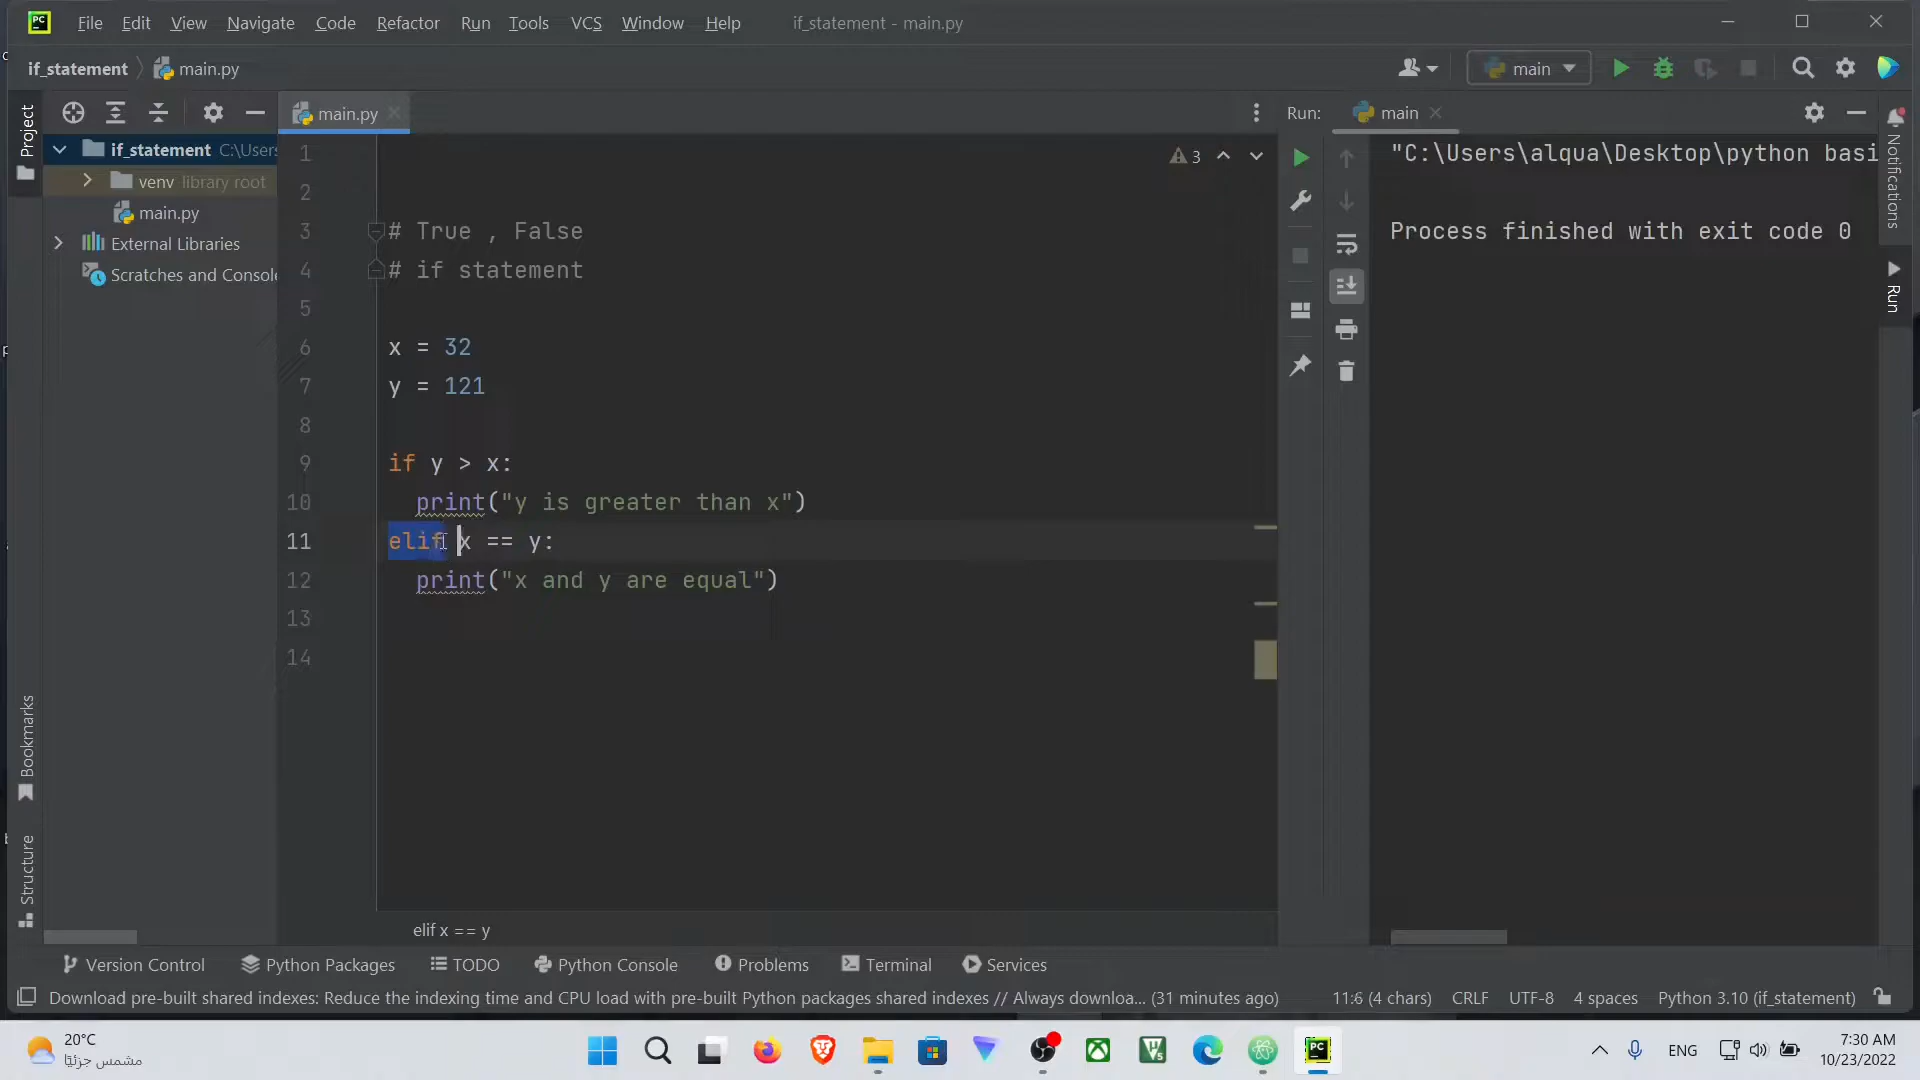 File Edit View Navigate Code Refactor Run Tools VCS Window Help if_statement - main.py
if_statement main.py main
Project
main.py
Run: main
if_statement C:\Users
venv library root
main.py
External Libraries
Scratches and Console
1
2
3 # True , False
4 # if statement
5
6 x = 32
7 y = 121
8
9 if y > x:
10 print("y is greater than x")
11 elif x == y:
12 print("x and y are equal")
13
14
3
"C:\Users\alqua\Desktop\python basi
Process finished with exit code 0
Notifications
Run
Bookmarks
Structure
elif x == y
Version Control Python Packages TODO Python Console Problems Terminal Services
Download pre-built shared indexes: Reduce the indexing time and CPU load with pre-built Python packages shared indexes // Always downloa... (31 minutes ago) 11:6 (4 chars) CRLF UTF-8 4 spaces Python 3.10 (if_statement)
20°C
مشمس جزئيًا
ENG
7:30 AM
10/23/2022